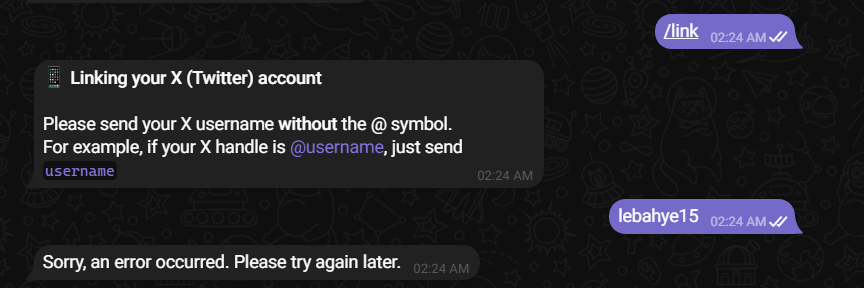 /link
02:24 AM
Linking your X (Twitter) account
Please send your X username without the @ symbol.
For example, if your X handle is @username, just send
username
02:24 AM
lebahye15
02:24 AM
Sorry, an error occurred. Please try again later.
02:24 AM